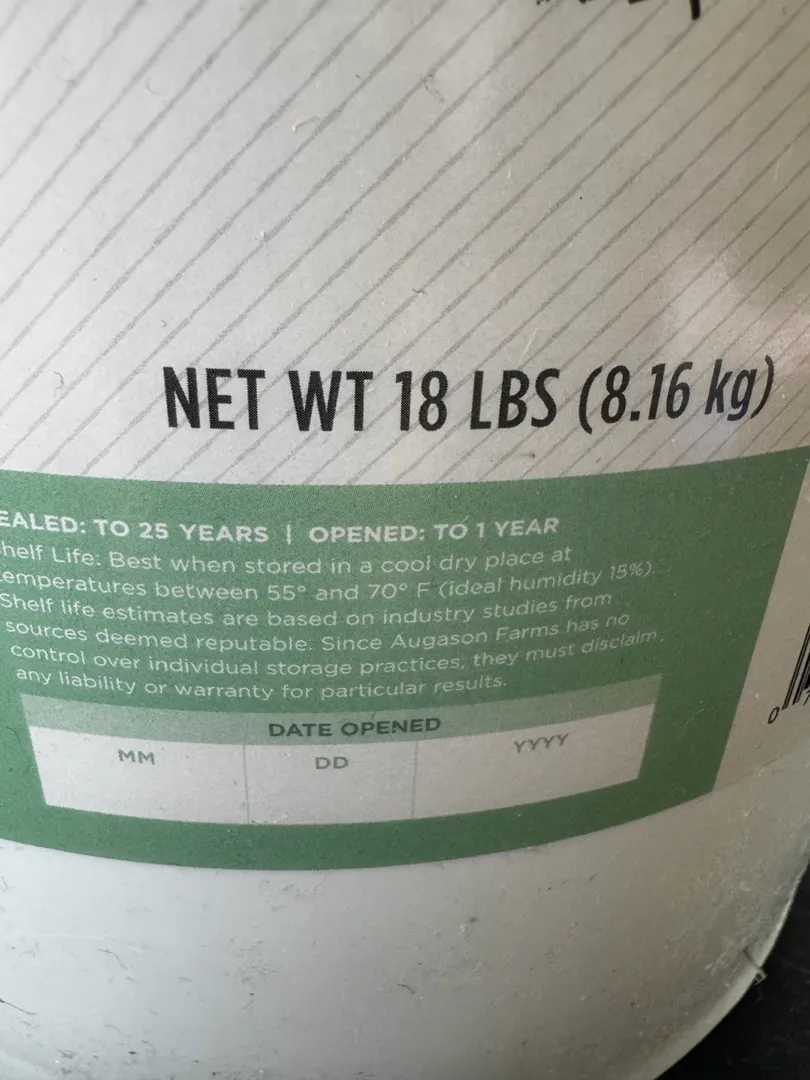 NET WT 18 LBS (8.16 kg)
EALED: TO 25 YEARS | OPENED: TO 1 YEAR
helf Life: Best when stored in a cool dry place at
temperatures between 55° and 70° F (ideal humidity 15%).
Shelf life estimates are based on industry studies from
sources deemed reputable. Since Augason Farms has no
control over individual storage practices, they must disclaim
any liability or warranty for particular results.
DATE OPENED
MM DD YYYY
0